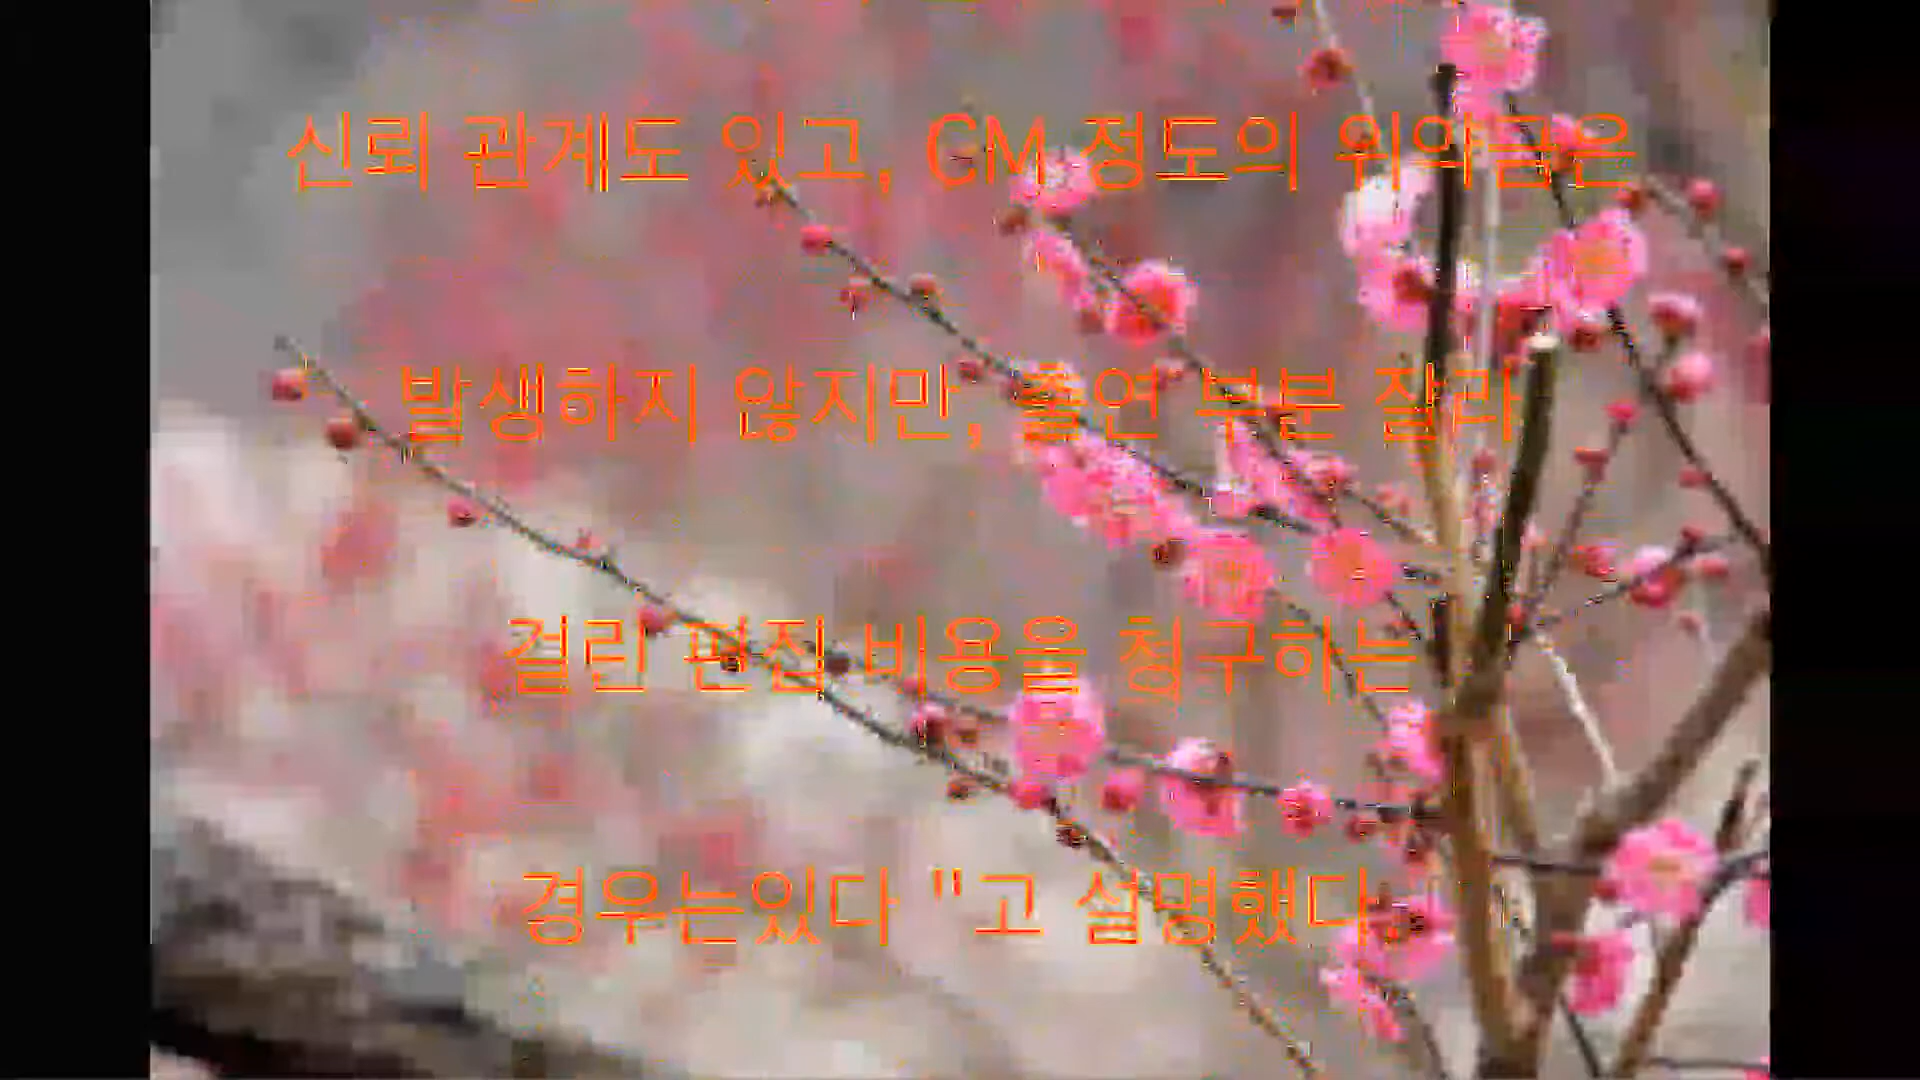 신뢰 관계도 있고, CM 정도의 위약금은
발생하지 않지만, 출연 부분 잘라
걸린 편집 비용을 청구하는
경우는있다 "고 설명했다.